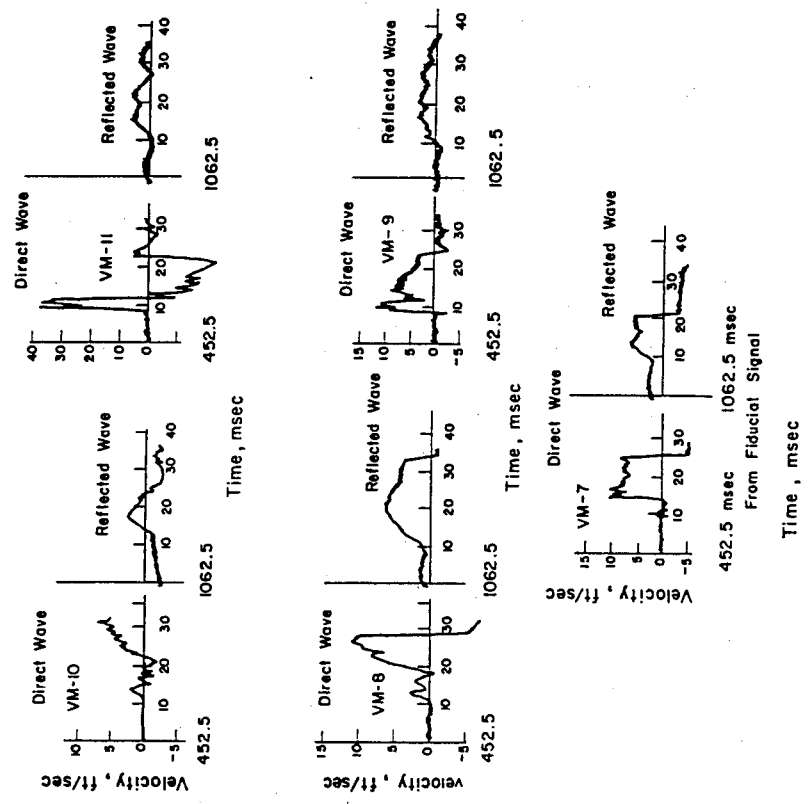 Direct Wave
VM-10
Velocity, ft/sec
10
5
0
-5
10 20 30
452.5
Reflected Wave
10 20 30 40
1062.5
Time, msec
Direct Wave
VM-11
40
30
20
10
0
10 20 30
452.5
Reflected Wave
10 20 30 40
1062.5
Direct Wave
VM-8
velocity, ft/sec
15
10
5
0
-5
10 20 30
452.5
Reflected Wave
10 20 30 40
1062.5
Time, msec
Direct Wave
VM-9
15
10
5
0
-5
10 20 30
452.5
Reflected Wave
10 20 30 40
1062.5
Direct Wave
VM-7
Velocity, ft/sec
15
10
5
0
-5
10 20 30
452.5 msec
Reflected Wave
10 20 30 40
1062.5 msec
From Fiducial Signal
Time, msec